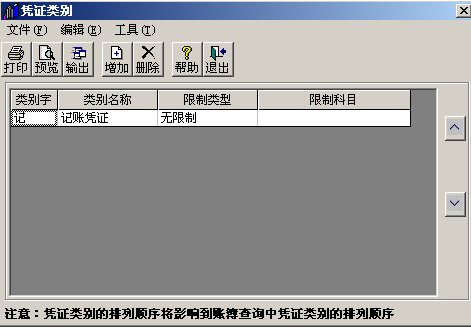 凭证类别
文件(F) 编辑(E) 工具(T)
打印 预览 输出 增加 删除 帮助 退出
类别字 类别名称 限制类型 限制科目
记 记账凭证 无限制
注意：凭证类别的排列顺序将影响到账簿查询中凭证类别的排列顺序